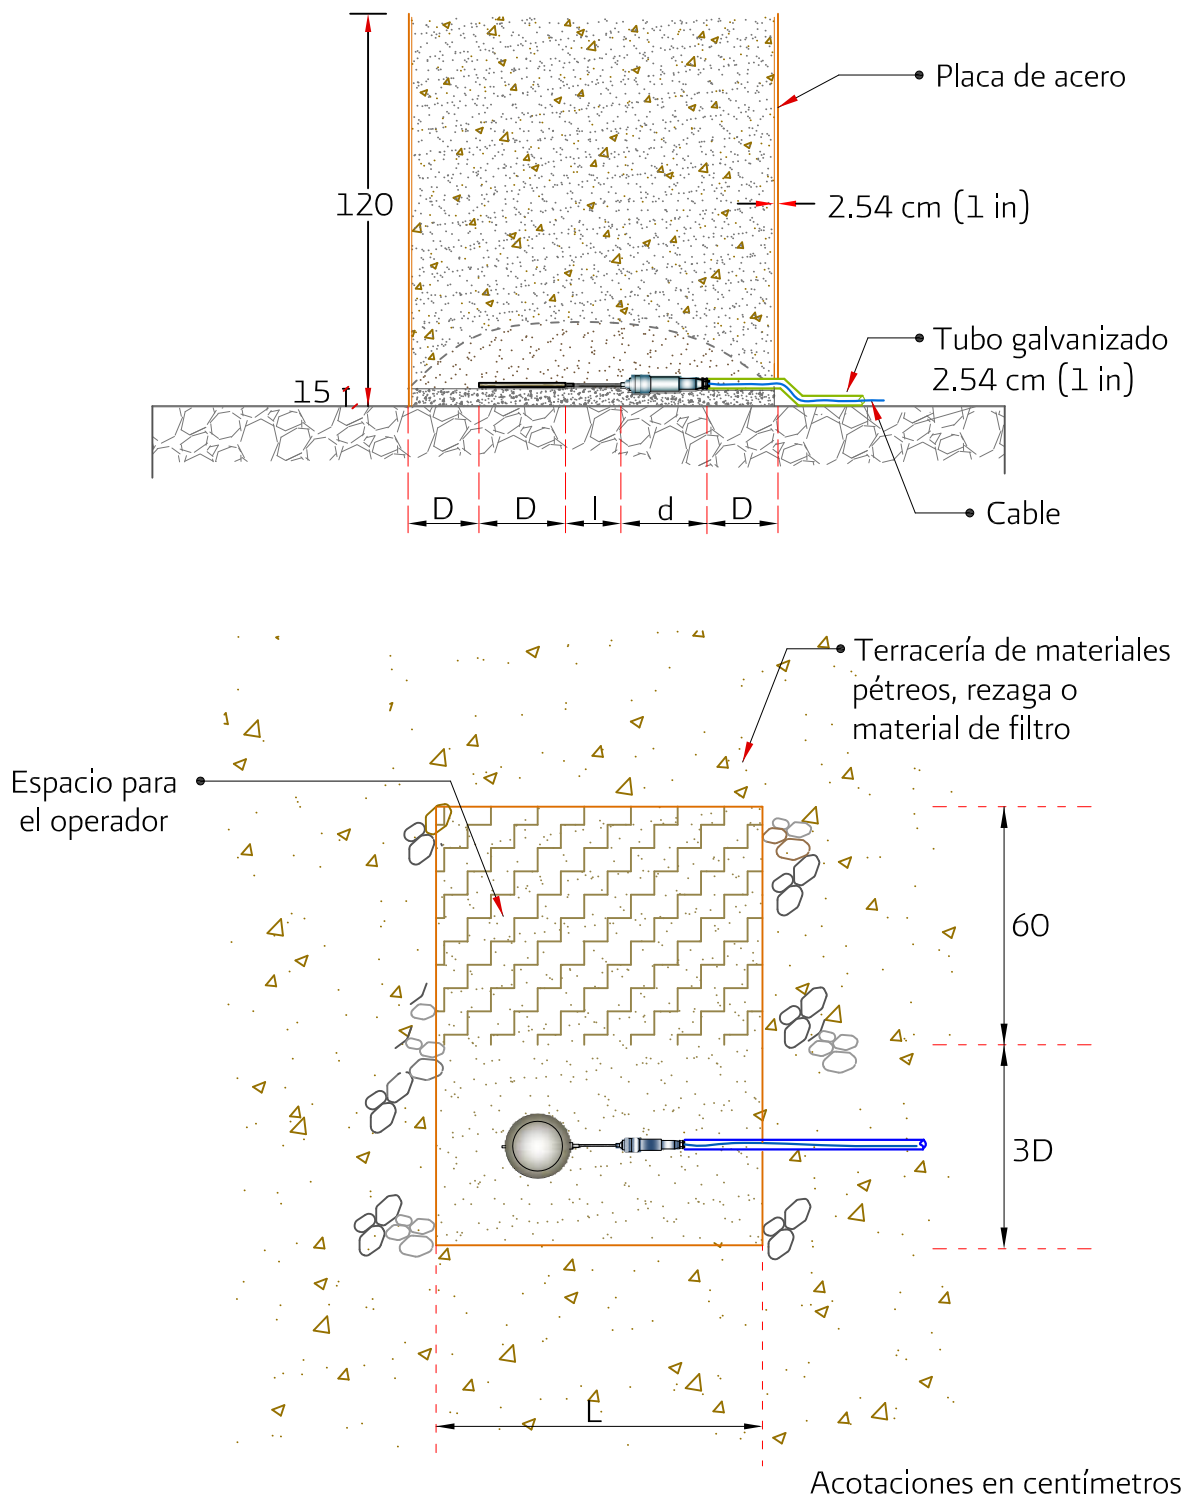 Placa de acero
120
2.54 cm (1 in)
Tubo galvanizado
2.54 cm (1 in)
15
Cable
D
D
l
d
D
Terracería de materiales
pétreos, rezaga o
material de filtro
Espacio para
el operador
60
3D
L
Acotaciones en centímetros